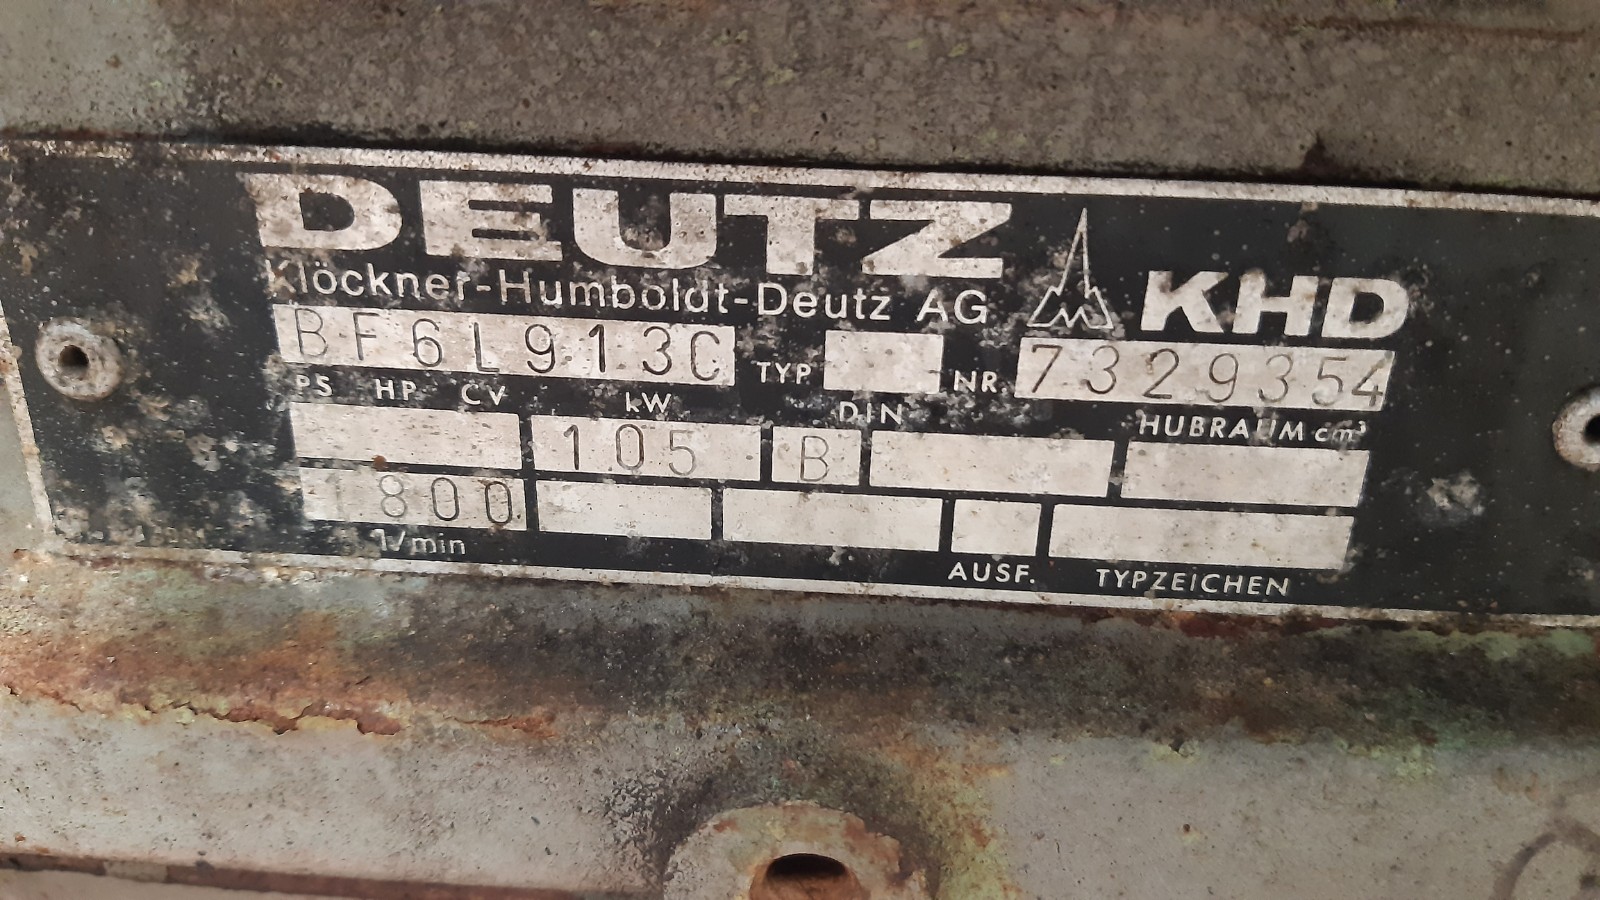 DEUTZ
Klöckner-Humboldt-Deutz AG KHD
BF6L913C TYP NR. 7329354
PS HP CV kW DIN HUBRAUM cm³
105 B
1800
1/min AUSF. TYPZEICHEN